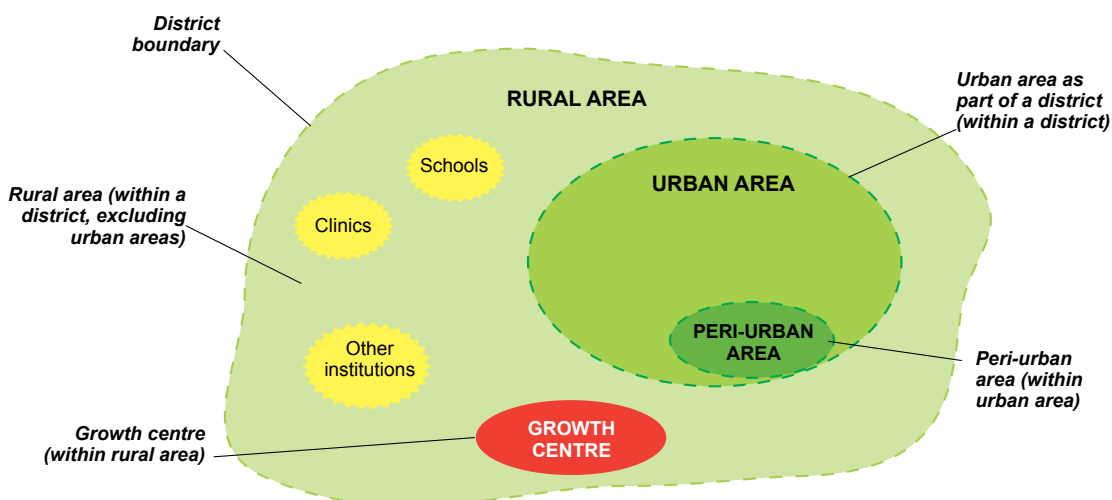 District
boundary
RURAL AREA
Urban area as
part of a district
(within a district)
Schools
URBAN AREA
Rural area (within a
district, excluding
urban areas)
Clinics
PERI-URBAN
AREA
Other
institutions
Peri-urban
area (within
urban area)
Growth centre
(within rural area)
GROWTH
CENTRE